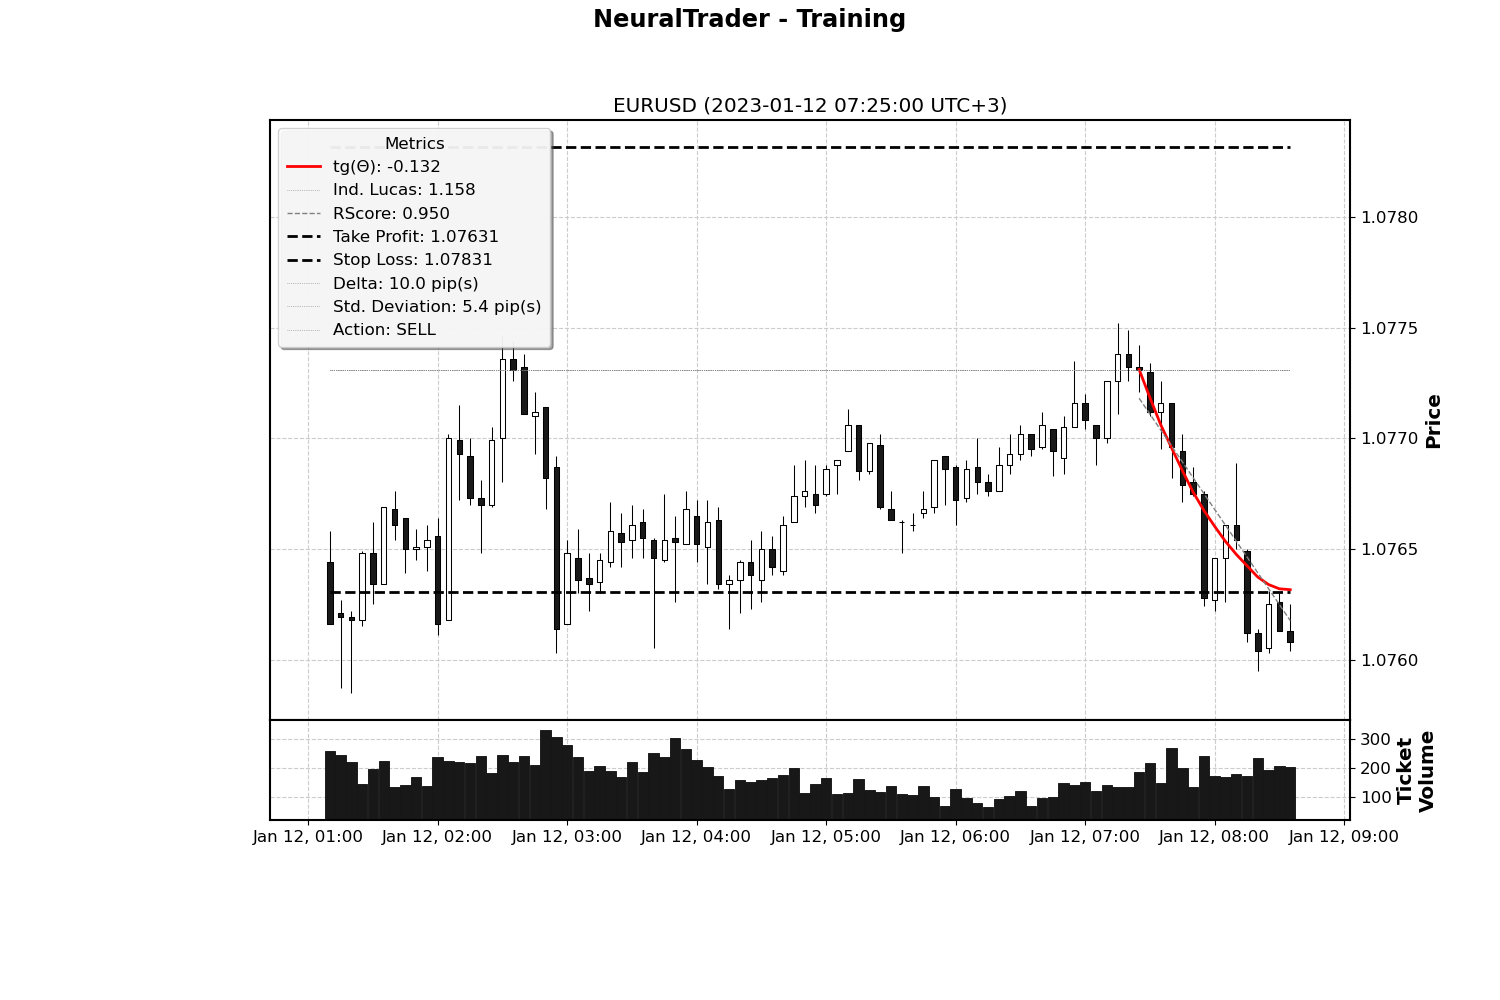 NeuralTrader - Training
EURUSD (2023-01-12 07:25:00 UTC+3)
Metrics
tg(Θ): -0.132
Ind. Lucas: 1.158
RScore: 0.950
Take Profit: 1.07631
Stop Loss: 1.07831
Delta: 10.0 pip(s)
Std. Deviation: 5.4 pip(s)
Action: SELL
1.0780
1.0775
1.0770
1.0765
1.0760
Price
300
200
100
Ticket
Volume
Jan 12, 01:00
Jan 12, 02:00
Jan 12, 03:00
Jan 12, 04:00
Jan 12, 05:00
Jan 12, 06:00
Jan 12, 07:00
Jan 12, 08:00
Jan 12, 09:00